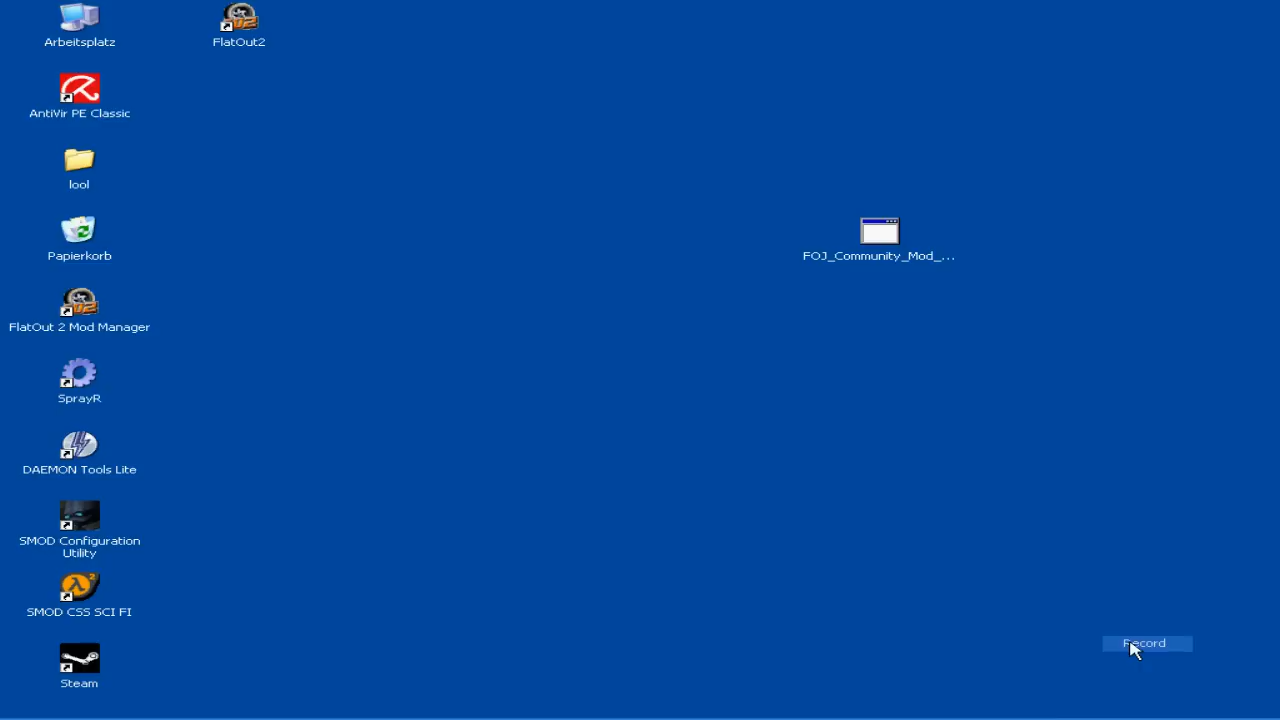 Arbeitsplatz
FlatOut2
AntiVir PE Classic
lool
Papierkorb
FOJ_Community_Mod_...
FlatOut 2 Mod Manager
SprayR
DAEMON Tools Lite
SMOD Configuration
Utility
SMOD CSS SCI FI
Record
Steam